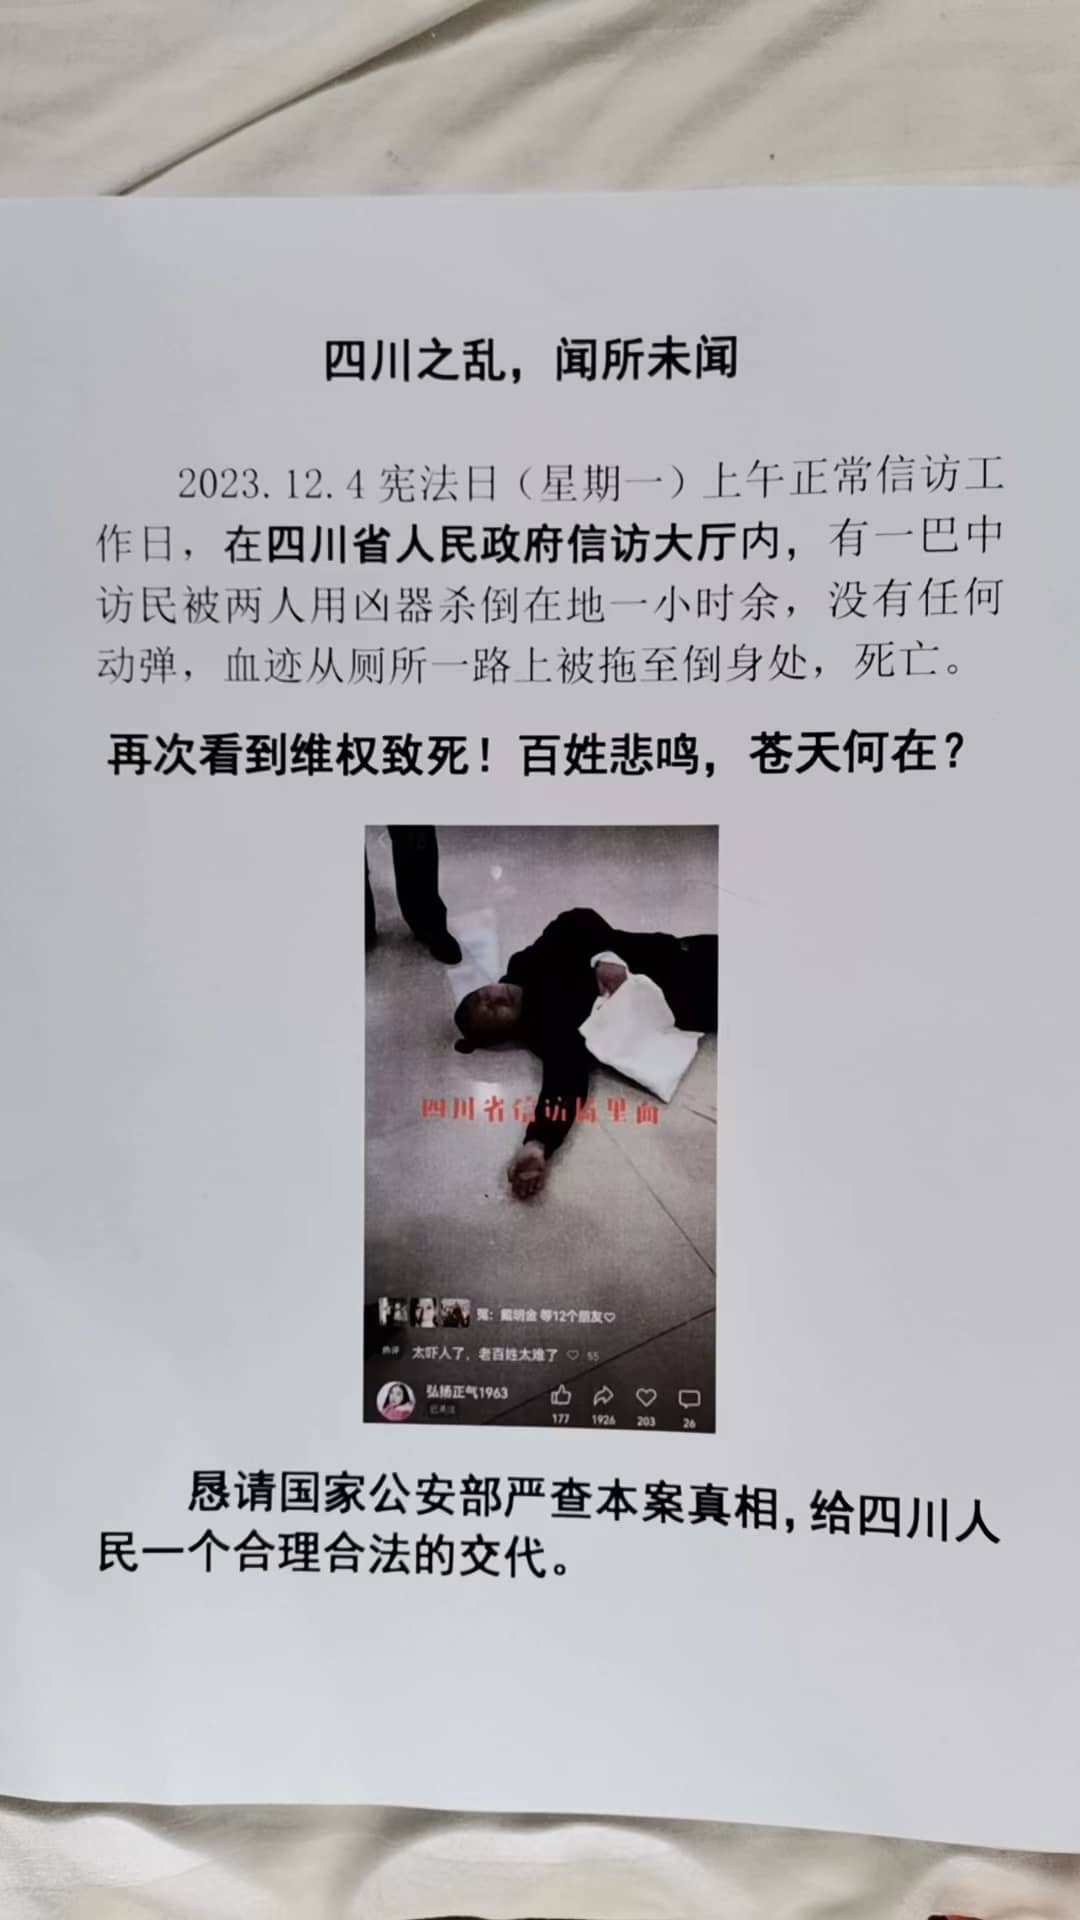 四川之乱，闻所未闻
2023.12.4宪法日（星期一）上午正常信访工
作日，在四川省人民政府信访大厅内，有一巴中
访民被两人用凶器杀倒在地一小时余，没有任何
动弹，血迹从厕所一路上被拖至倒身处，死亡。
再次看到维权致死！百姓悲鸣，苍天何在？
四川省信访局里面
冤：戴明金 等12个朋友♡
热评 太吓人了，老百姓太难了 ♡ 55
弘扬正气1963
已关注
177 1926 203 26
恳请国家公安部严查本案真相，给四川人
民一个合理合法的交代。